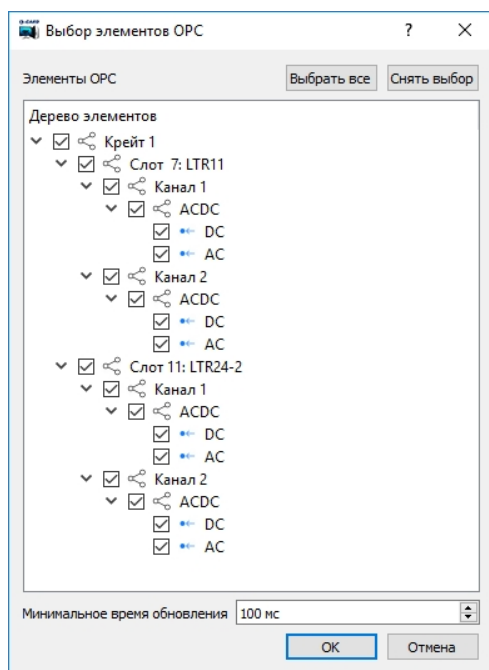 Выбор элементов OPC
?
Элементы OPC
Выбрать все
Снять выбор
Дерево элементов
Крейт 1
Слот 7: LTR11
Канал 1
ACDC
DC
AC
Канал 2
ACDC
DC
AC
Слот 11: LTR24-2
Канал 1
ACDC
DC
AC
Канал 2
ACDC
DC
AC
Минимальное время обновления
100 мс
OK
Отмена